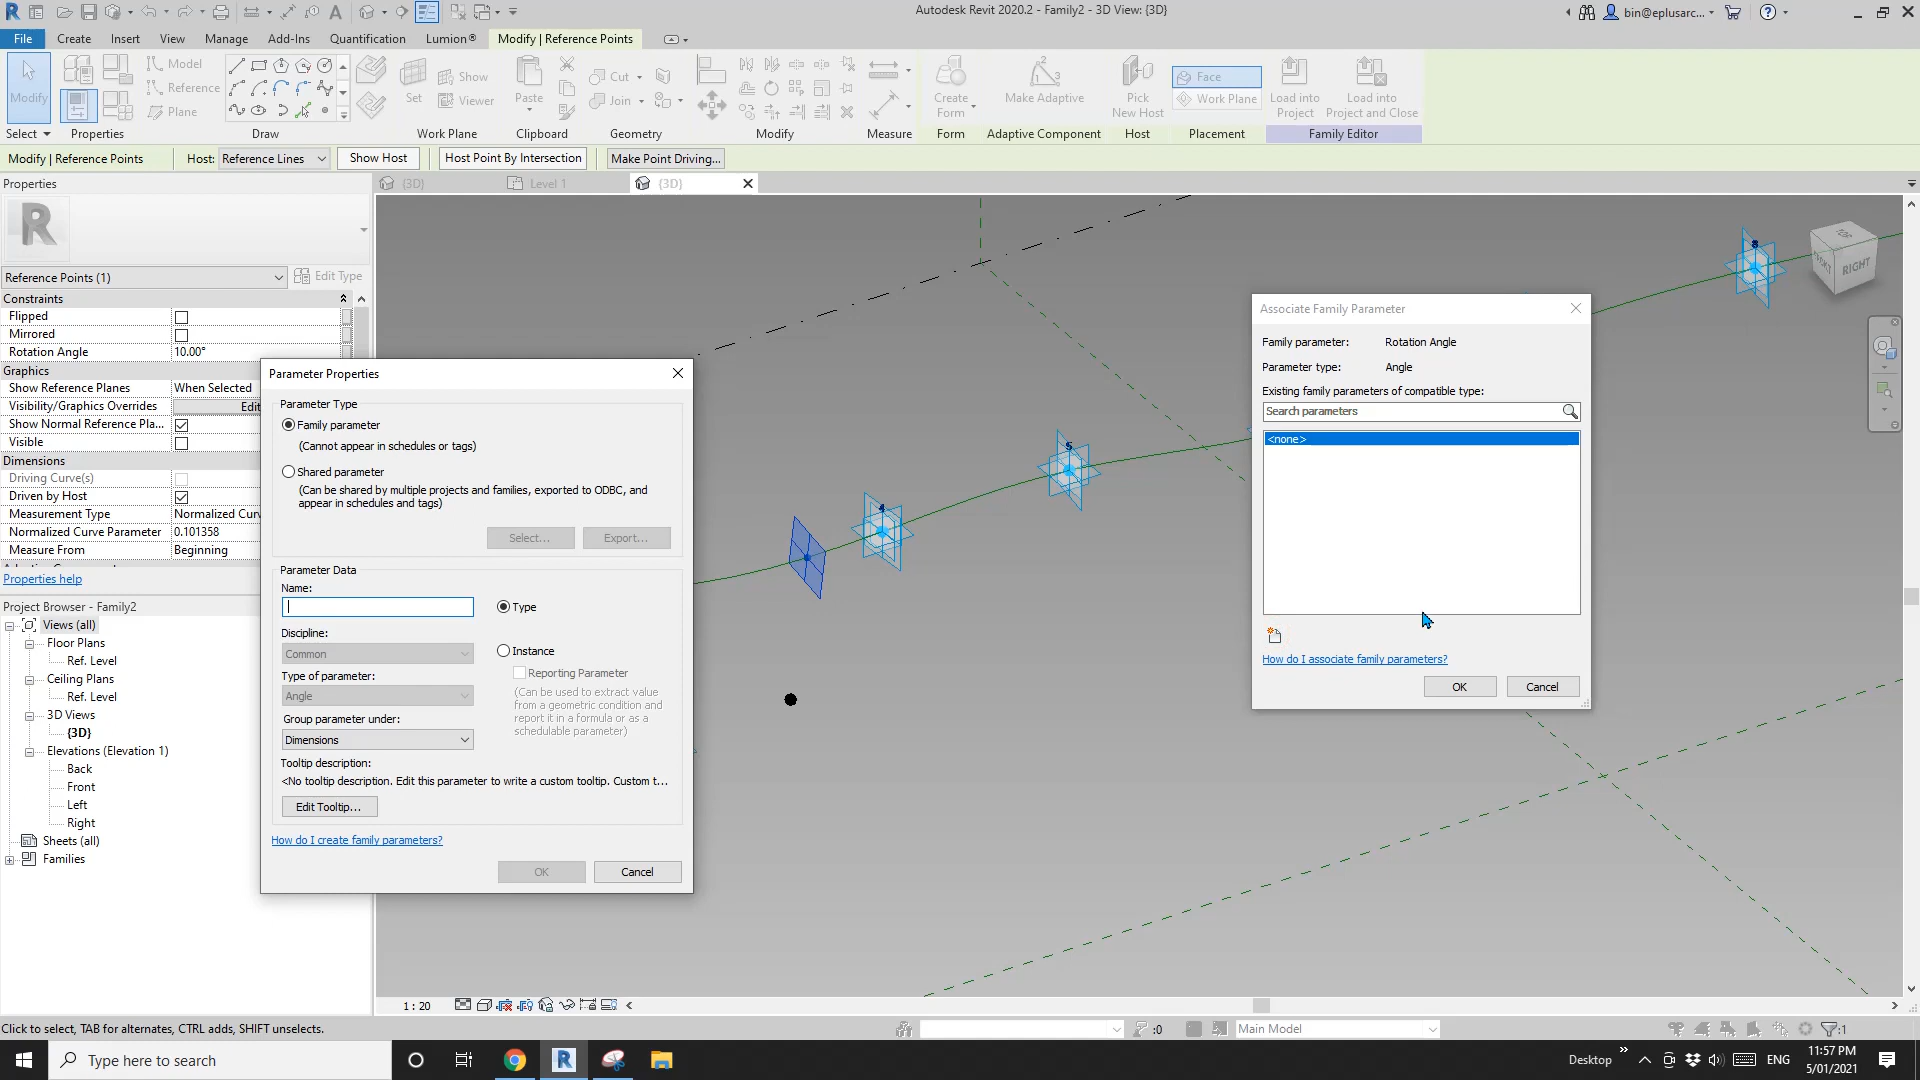 Autodesk Revit 2020.2 - Family2 - 3D View: {3D}
bin@eplusarc...
File
Create
Insert
View
Manage
Add-Ins
Quantification
Lumion®
Modify | Reference Points
Modify
Model
Reference
Plane
Set
Show
Viewer
Paste
Cut
Join
Create
Form
Make Adaptive
Pick
New Host
Face
Work Plane
Load into
Project
Load into
Project and Close
Select
Properties
Draw
Work Plane
Clipboard
Geometry
Modify
Measure
Form
Adaptive Component
Host
Placement
Family Editor
Modify | Reference Points
Host:
Reference Lines
Show Host
Host Point By Intersection
Make Point Driving...
Properties
{3D}
Level 1
{3D}
R
Reference Points (1)
Edit Type
Constraints
Flipped
Mirrored
Rotation Angle
10.00°
Graphics
Show Reference Planes
When Selected
Visibility/Graphics Overrides
Edit
Show Normal Reference Pla...
Visible
Dimensions
Driving Curve(s)
Driven by Host
Measurement Type
Normalized Curv
Normalized Curve Parameter
0.101358
Measure From
Beginning
Properties help
Project Browser - Family2
Views (all)
Floor Plans
Ref. Level
Ceiling Plans
Ref. Level
3D Views
{3D}
Elevations (Elevation 1)
Back
Front
Left
Right
Sheets (all)
Families
Parameter Properties
Parameter Type
Family parameter
(Cannot appear in schedules or tags)
Shared parameter
(Can be shared by multiple projects and families, exported to ODBC, and
appear in schedules and tags)
Select...
Export...
Parameter Data
Name:
Type
Discipline:
Common
Instance
Type of parameter:
Reporting Parameter
Angle
(Can be used to extract value
from a geometric condition and
report it in a formula or as a
schedulable parameter)
Group parameter under:
Dimensions
Tooltip description:
<No tooltip description. Edit this parameter to write a custom tooltip. Custom t...
Edit Tooltip...
How do I create family parameters?
OK
Cancel
4
5
8
TOP
FRONT
RIGHT
Associate Family Parameter
Family parameter:
Rotation Angle
Parameter type:
Angle
Existing family parameters of compatible type:
Search parameters
<none>
How do I associate family parameters?
OK
Cancel
1 : 20
Click to select, TAB for alternates, CTRL adds, SHIFT unselects.
:0
Main Model
:1
Type here to search
Desktop
ENG
11:57 PM
5/01/2021